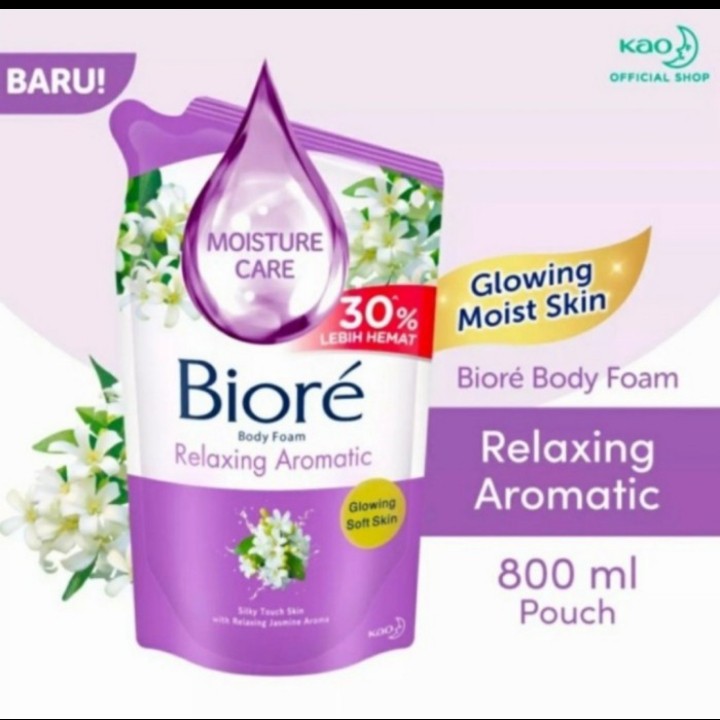 BARU!
Kao
OFFICIAL SHOP
MOISTURE
CARE
30%
LEBIH HEMAT
Bioré
Body Foam
Relaxing Aromatic
Glowing
Soft Skin
Silky Touch Skin
with Relaxing Jasmine Aroma
Kao
Glowing
Moist Skin
Bioré Body Foam
Relaxing
Aromatic
800 ml
Pouch